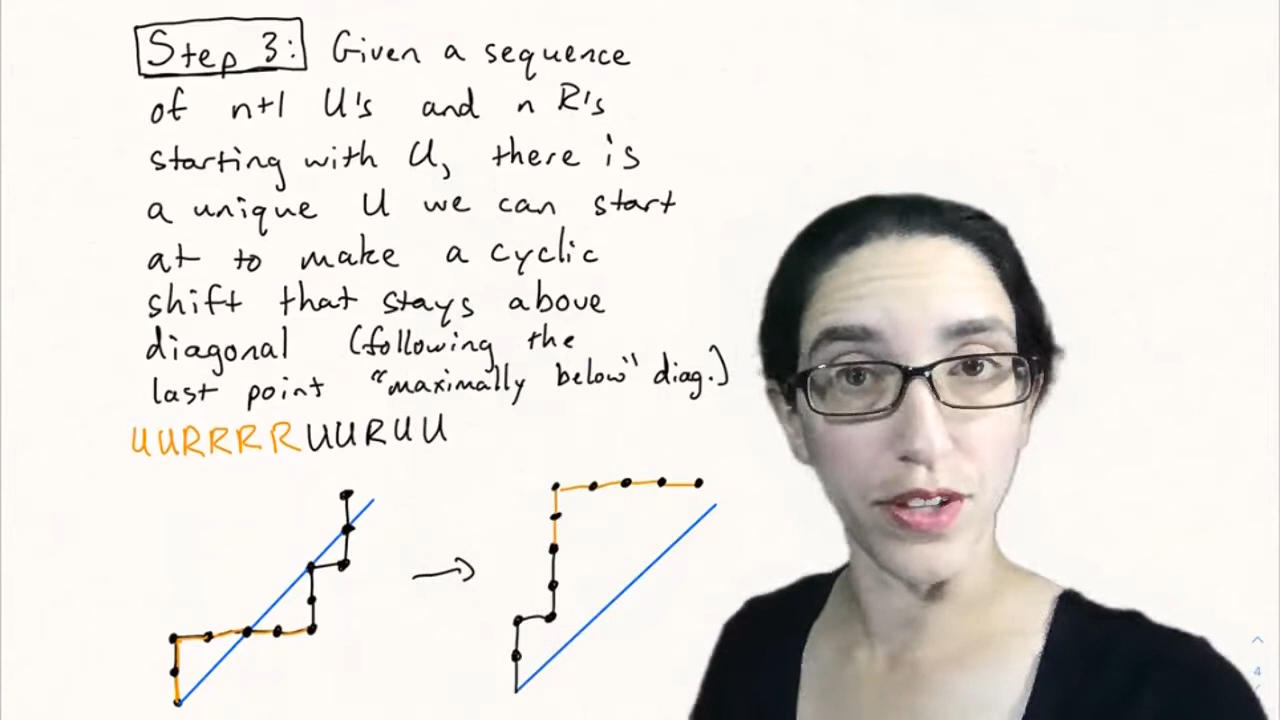 Step 3: Given a sequence
of n+1 U's and n R's
starting with U, there is
a unique U we can start
at to make a cyclic
shift that stays above
diagonal (following the
last point "maximally below" diag.)
UURRRRUURUU
4